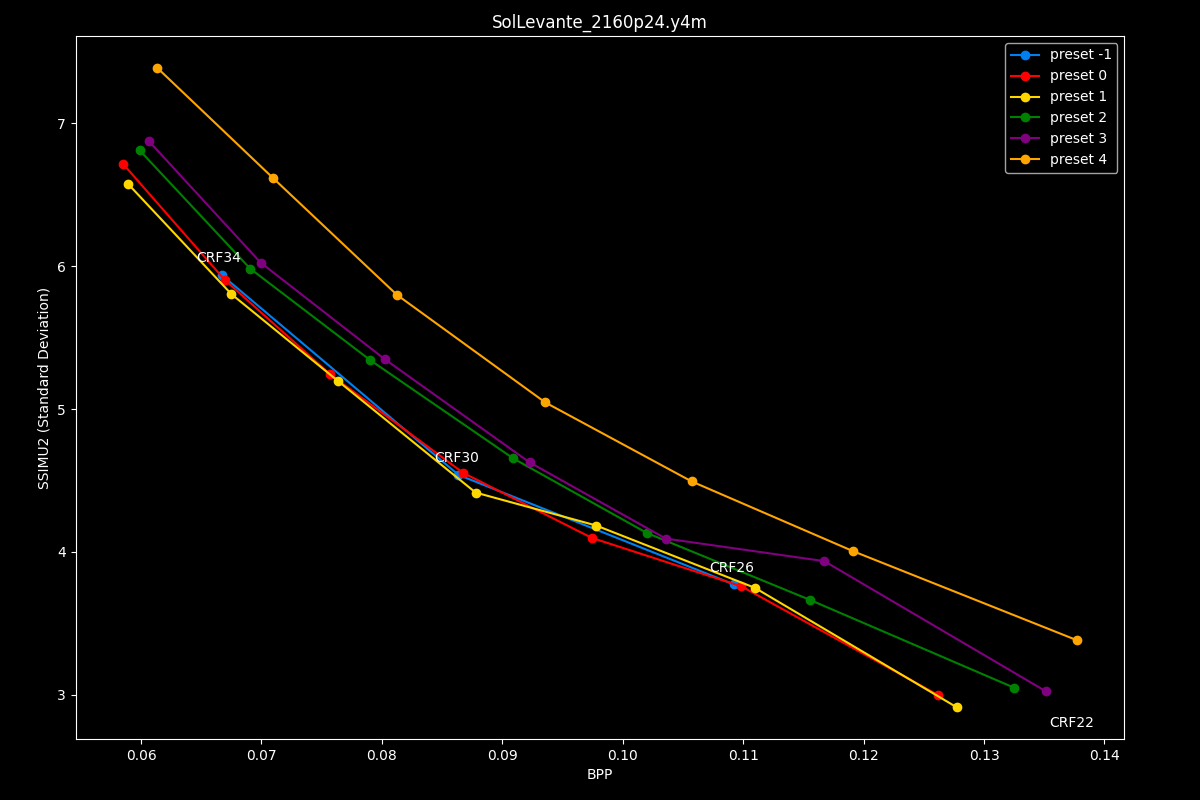 SolLevante_2160p24.y4m
preset -1
preset 0
preset 1
preset 2
preset 3
preset 4
7
6
5
4
3
SSIMU2 (Standard Deviation)
CRF34
CRF30
CRF26
CRF22
0.06 0.07 0.08 0.09 0.10 0.11 0.12 0.13 0.14
BPP